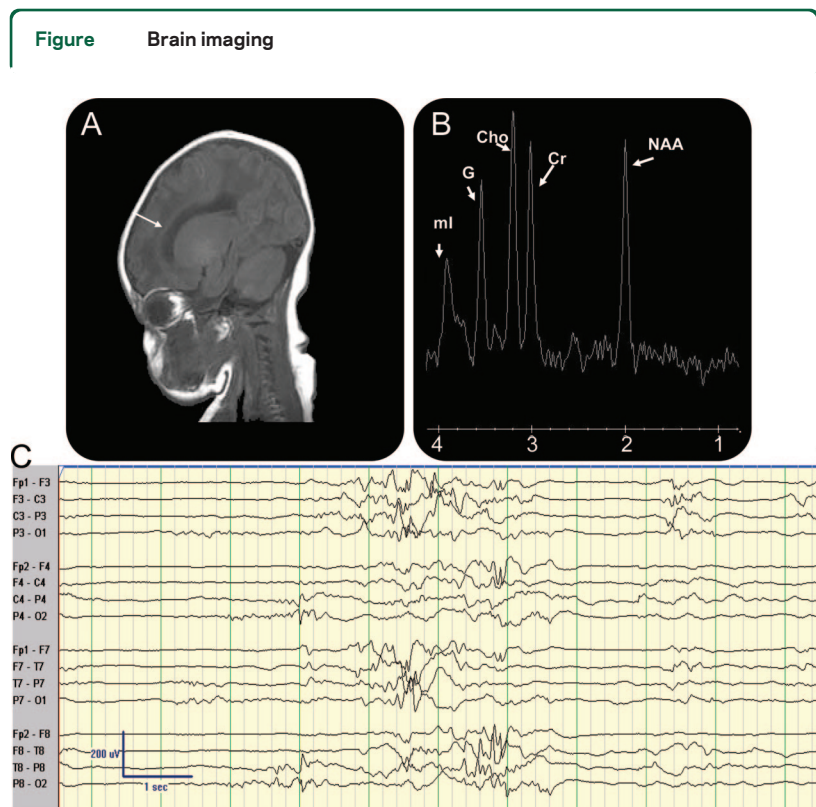 Figure Brain imaging
A
B
Cho
NAA
G
Cr
mI
4 3 2 1
C
Fp1 - F3
F3 - C3
C3 - P3
P3 - O1
Fp2 - F4
F4 - C4
C4 - P4
P4 - O2
Fp1 - F7
F7 - T7
T7 - P7
P7 - O1
Fp2 - F8
F8 - T8
T8 - P8
P8 - O2
200 uV
1 sec